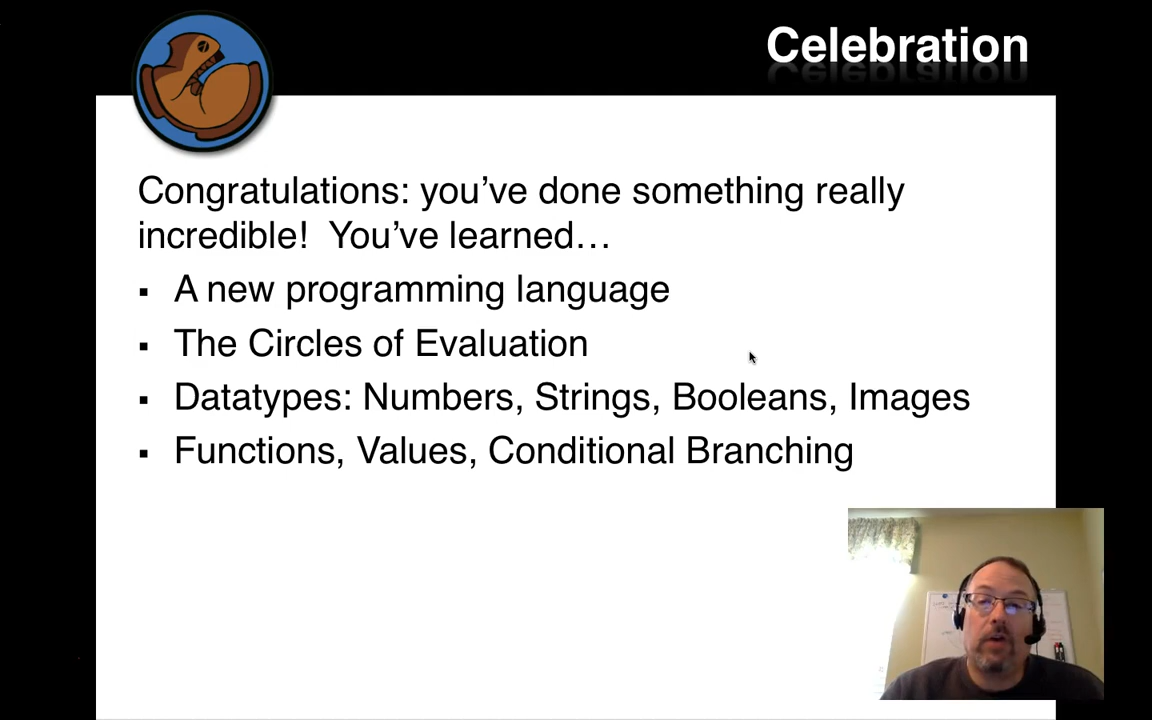 Celebration
Congratulations: you’ve done something really
incredible!  You’ve learned…
▪ A new programming language
▪ The Circles of Evaluation
▪ Datatypes: Numbers, Strings, Booleans, Images
▪ Functions, Values, Conditional Branching